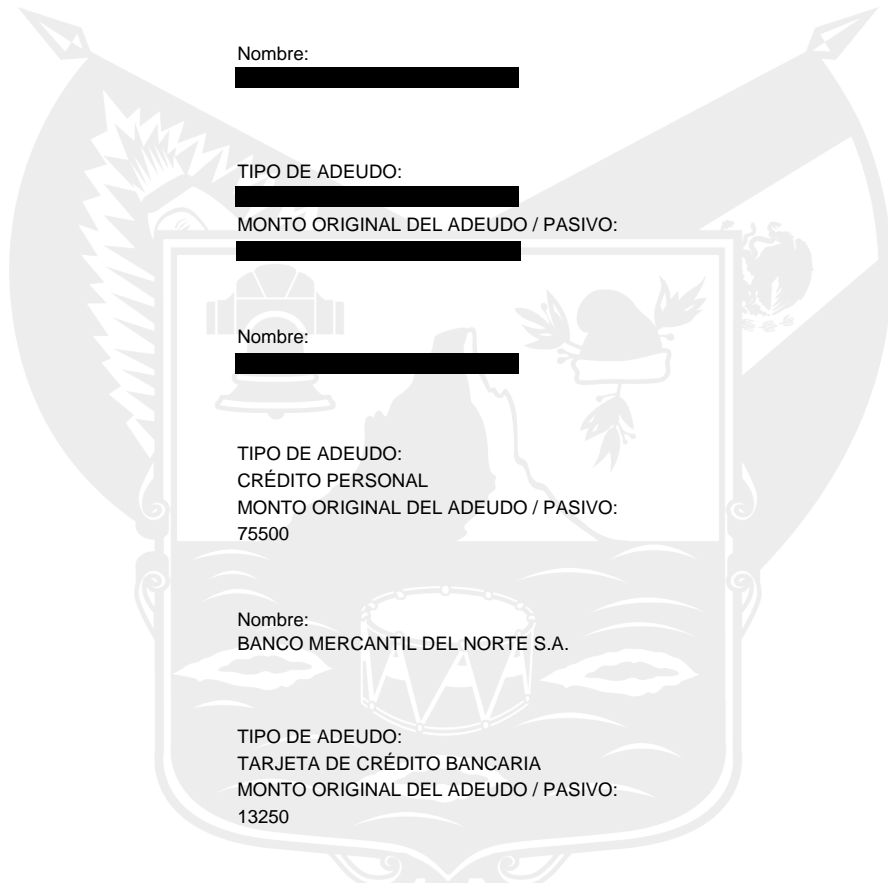 Nombre:
TIPO DE ADEUDO:
MONTO ORIGINAL DEL ADEUDO / PASIVO:
Nombre:
TIPO DE ADEUDO:
CRÉDITO PERSONAL
MONTO ORIGINAL DEL ADEUDO / PASIVO:
75500
Nombre:
BANCO MERCANTIL DEL NORTE S.A.
TIPO DE ADEUDO:
TARJETA DE CRÉDITO BANCARIA
MONTO ORIGINAL DEL ADEUDO / PASIVO:
13250